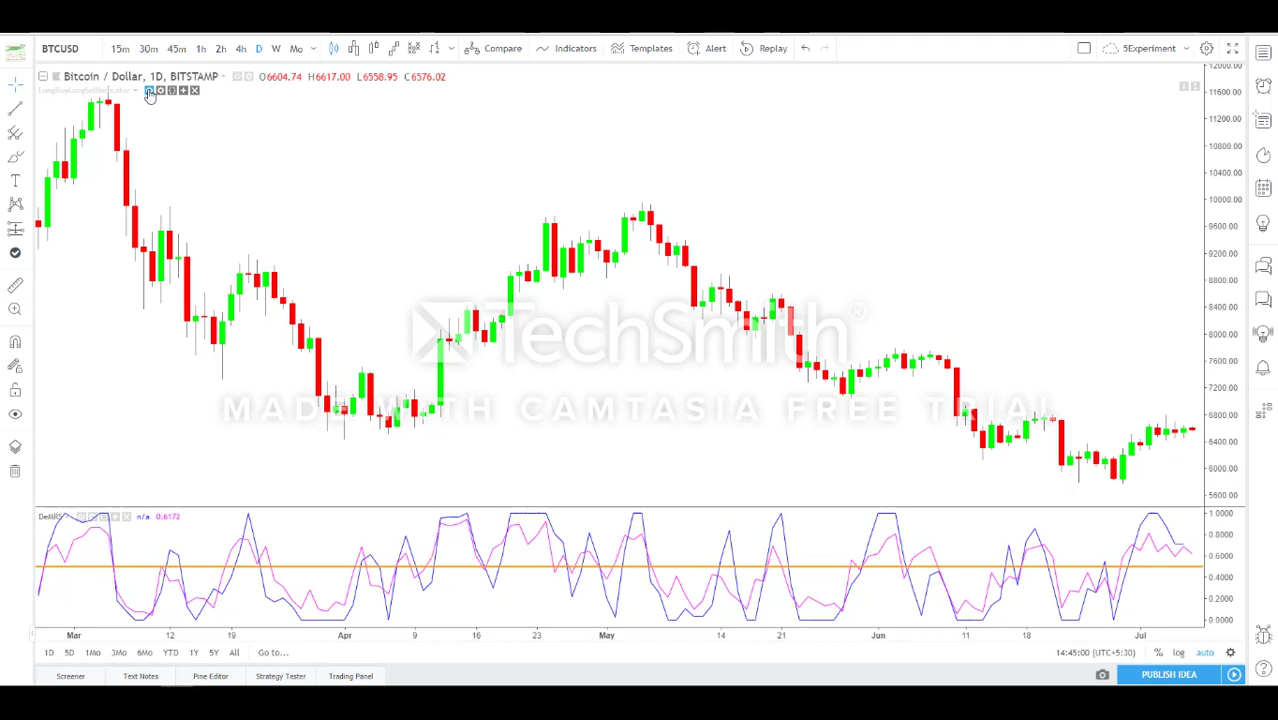 BTCUSD 15m 30m 45m 1h 2h 4h D W Mo Compare Indicators Templates Alert Replay 5Experiment
Bitcoin / Dollar, 1D, BITSTAMP O6604.74 H6617.00 L6558.95 C6576.02
LongBuyLongSellIndicator
12000.00
11600.00
11200.00
10800.00
10400.00
10000.00
9600.00
9200.00
8800.00
8400.00
8000.00
7600.00
7200.00
6800.00
6400.00
6000.00
5600.00
TechSmith®
MADE WITH CAMTASIA FREE TRIAL
n/a 0.6172
1.0000
0.8000
0.6000
0.4000
0.2000
0.0000
Mar 12 19 Apr 9 16 23 May 14 21 Jun 11 18 Jul
1D 5D 1Mo 3Mo 6Mo YTD 1Y 5Y All Go to... 14:45:00 (UTC+5:30) % log auto
Screener Text Notes Pine Editor Strategy Tester Trading Panel PUBLISH IDEA